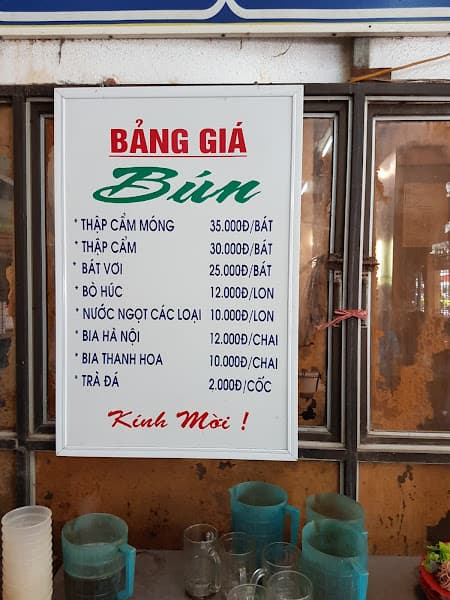 BẢNG GIÁ
Bún
* THẬP CẨM MÓNG 35.000Đ/BÁT
* THẬP CẨM 30.000Đ/BÁT
* BÁT VƠI 25.000Đ/BÁT
* BÒ HÚC 12.000Đ/LON
* NƯỚC NGỌT CÁC LOẠI 10.000Đ/LON
* BIA HÀ NỘI 12.000Đ/CHAI
* BIA THANH HOA 10.000Đ/CHAI
* TRÀ ĐÁ 2.000Đ/CỐC
Kính Mời !